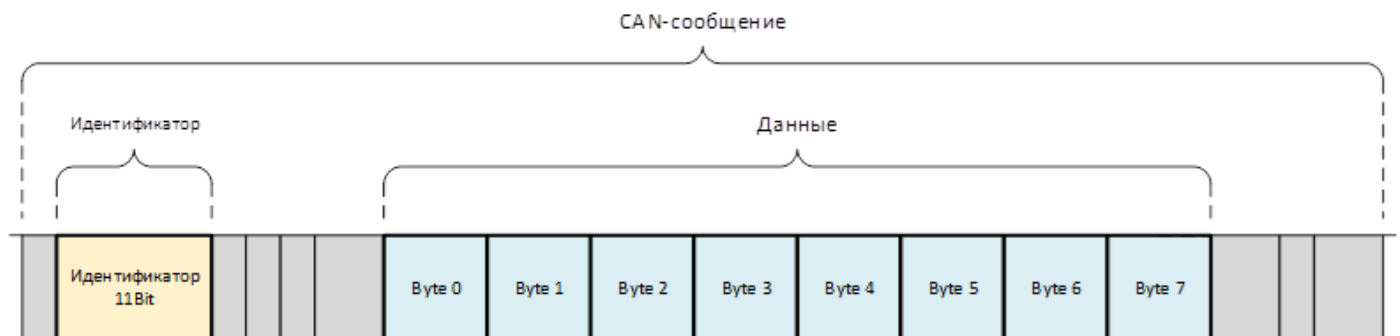 CAN-сообщение
Идентификатор
Данные
Идентификатор
11Bit
Byte 0
Byte 1
Byte 2
Byte 3
Byte 4
Byte 5
Byte 6
Byte 7